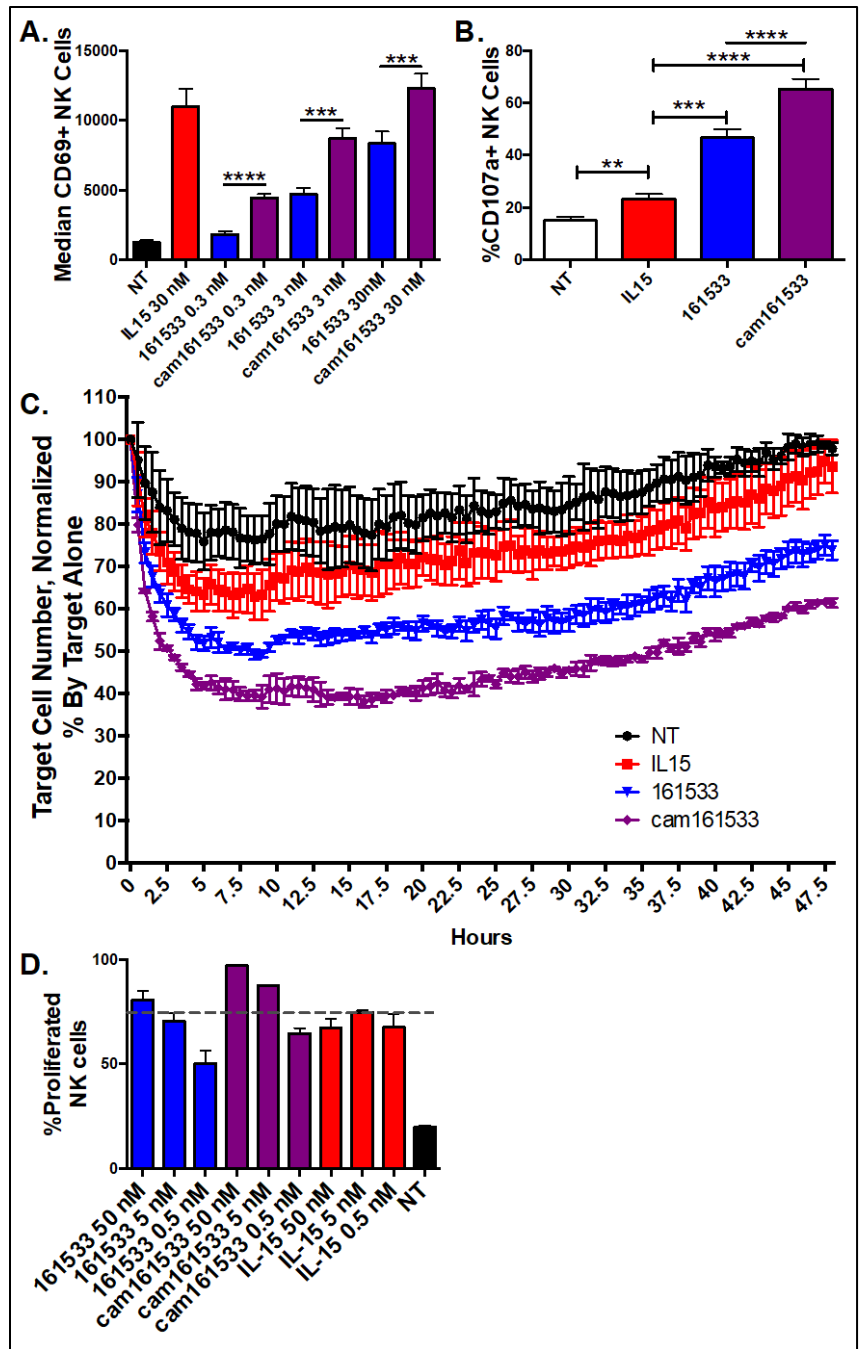 A.
Median CD69+ NK Cells
15000
10000
5000
0
****
***
***
NT
IL15 30 nM
161533 0.3 nM
cam161533 0.3 nM
161533 3 nM
cam161533 3 nM
161533 30nM
cam161533 30 nM
B.
%CD107a+ NK Cells
80
60
40
20
0
**
***
****
****
NT
IL15
161533
cam161533
C.
Target Cell Number, Normalized
% By Target Alone
110
100
90
80
70
60
50
40
30
20
10
0
NT
IL15
161533
cam161533
0
2.5
5
7.5
10
12.5
15
17.5
20
22.5
25
27.5
30
32.5
35
37.5
40
42.5
45
47.5
Hours
D.
%Proliferated
NK cells
100
50
0
161533 50 nM
161533 5 nM
161533 0.5 nM
cam161533 50 nM
cam161533 5 nM
cam161533 0.5 nM
IL-15 50 nM
IL-15 5 nM
IL-15 0.5 nM
NT